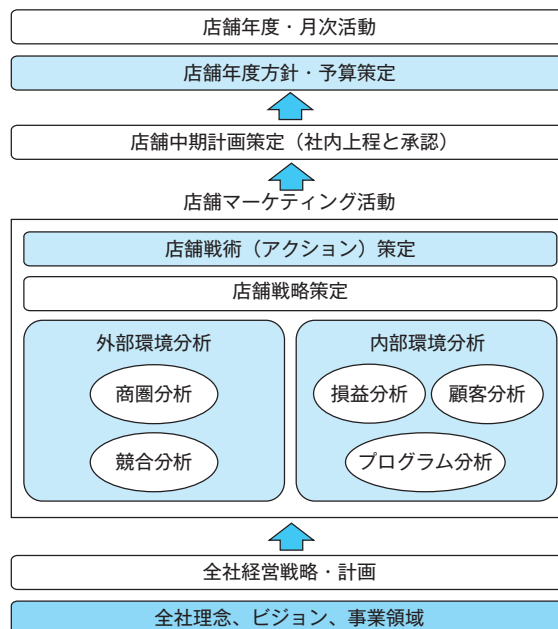 店舗年度・月次活動
店舗年度方針・予算策定
店舗中期計画策定（社内上程と承認）
店舗マーケティング活動
店舗戦術（アクション）策定
店舗戦略策定
外部環境分析
商圏分析
競合分析
内部環境分析
損益分析
顧客分析
プログラム分析
全社経営戦略・計画
全社理念、ビジョン、事業領域